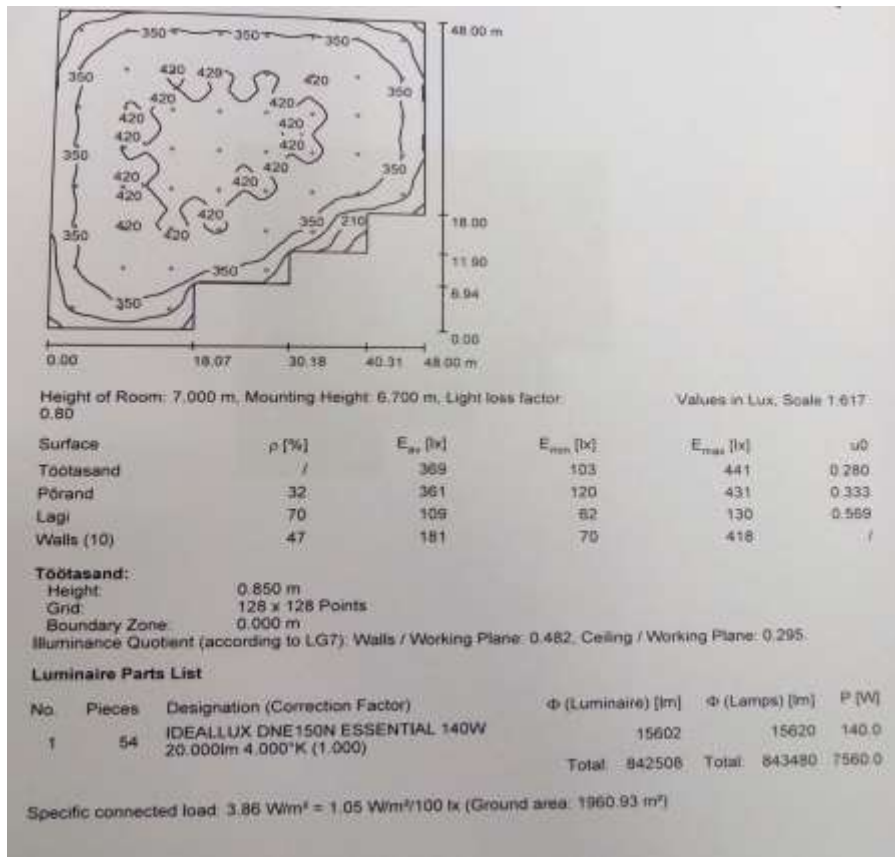 350 350 350
48.00 m
420 420 420
350 350
420 420
420 420
420 420
350 420 350
420 420
420
420 350 210
18.00
350 420 420
11.90
350
6.94
350
0.00
0.00 18.07 30.18 40.31 48.00 m
Height of Room: 7.000 m, Mounting Height: 6.700 m, Light loss factor: Values in Lux, Scale 1:617
0.80
Surface ρ [%] Eav [lx] Emin [lx] Emax [lx] u0
Töötasand / 369 103 441 0.280
Põrand 32 361 120 431 0.333
Lagi 70 109 62 130 0.569
Walls (10) 47 181 70 418 /
Töötasand:
Height: 0.850 m
Grid: 128 x 128 Points
Boundary Zone: 0.000 m
Illuminance Quotient (according to LG7): Walls / Working Plane: 0.482, Ceiling / Working Plane: 0.295.
Luminaire Parts List
No. Pieces Designation (Correction Factor) Φ (Luminaire) [lm] Φ (Lamps) [lm] P [W]
1 54 IDEALLUX DNE150N ESSENTIAL 140W 15602 15620 140.0
20.000lm 4.000°K (1.000)
Total: 842508 Total: 843480 7560.0
Specific connected load: 3.86 W/m² = 1.05 W/m²/100 lx (Ground area: 1960.93 m²)